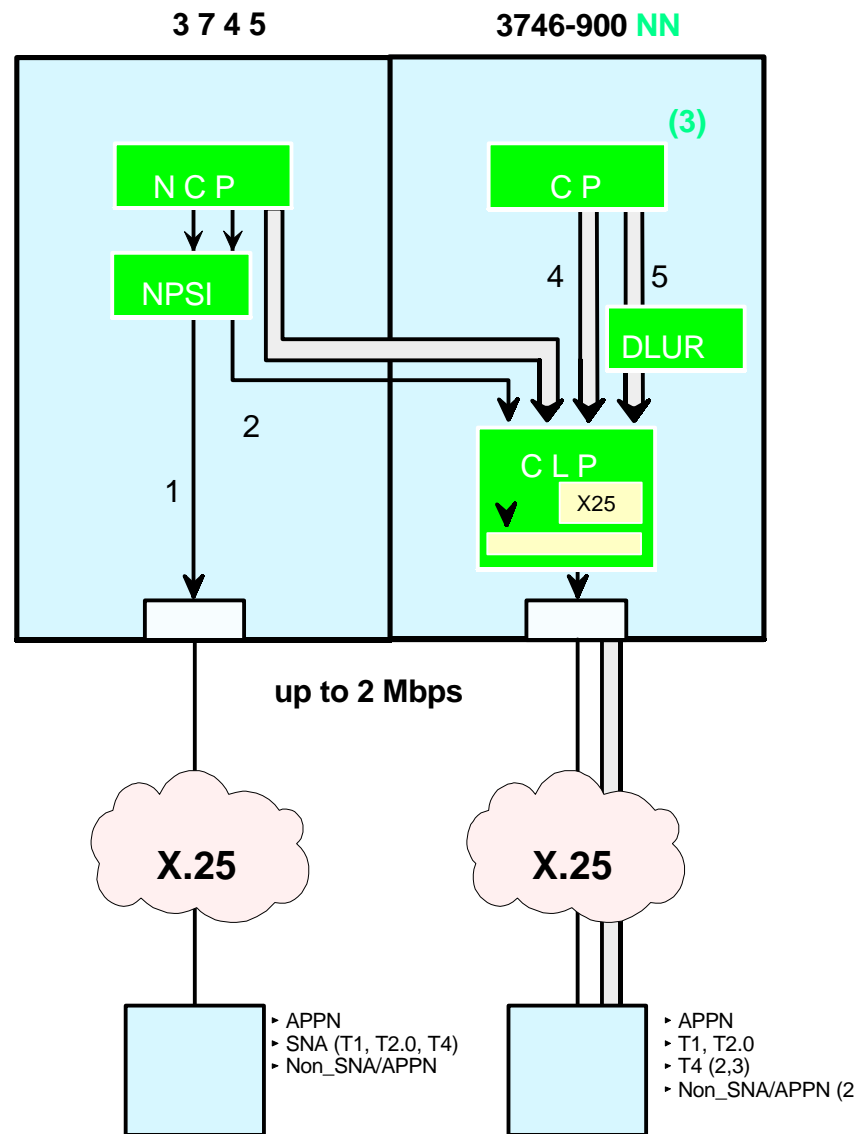 3 7 4 5
3746-900 NN
(3)
N C P
C P
4
5
NPSI
DLUR
2
C L P
1
X25
up to 2 Mbps
X.25
X.25
▸ APPN
▸ SNA (T1, T2.0, T4)
▸ Non_SNA/APPN
▸ APPN
▸ T1, T2.0
▸ T4 (2,3)
▸ Non_SNA/APPN (2